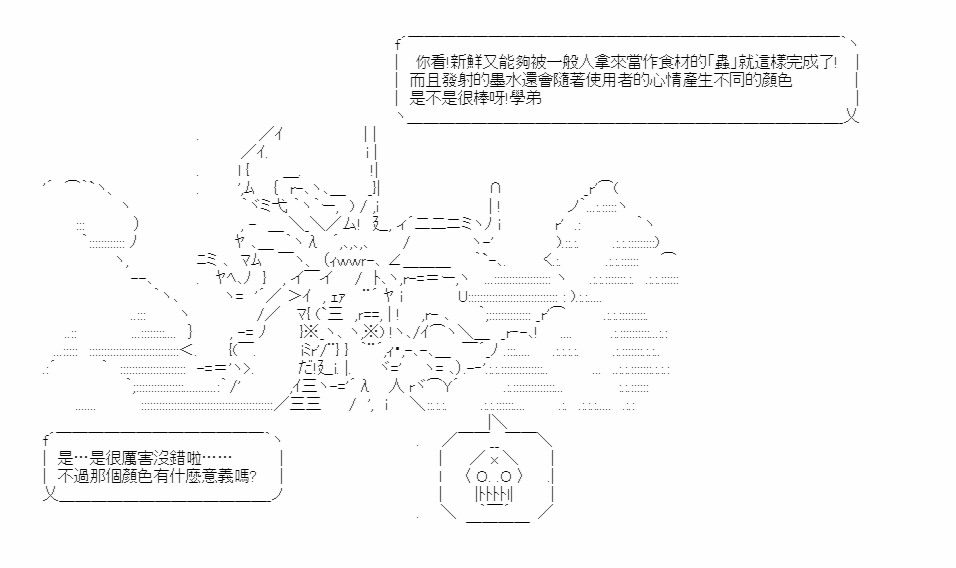 你看!新鮮又能夠被一般人拿來當作食材的「蟲」就這樣完成了!
而且發射的墨水還會隨著使用者的心情產生不同的顏色
是不是很棒呀!學弟
是…是很厲害沒錯啦……
不過那個顏色有什麼意義嗎?